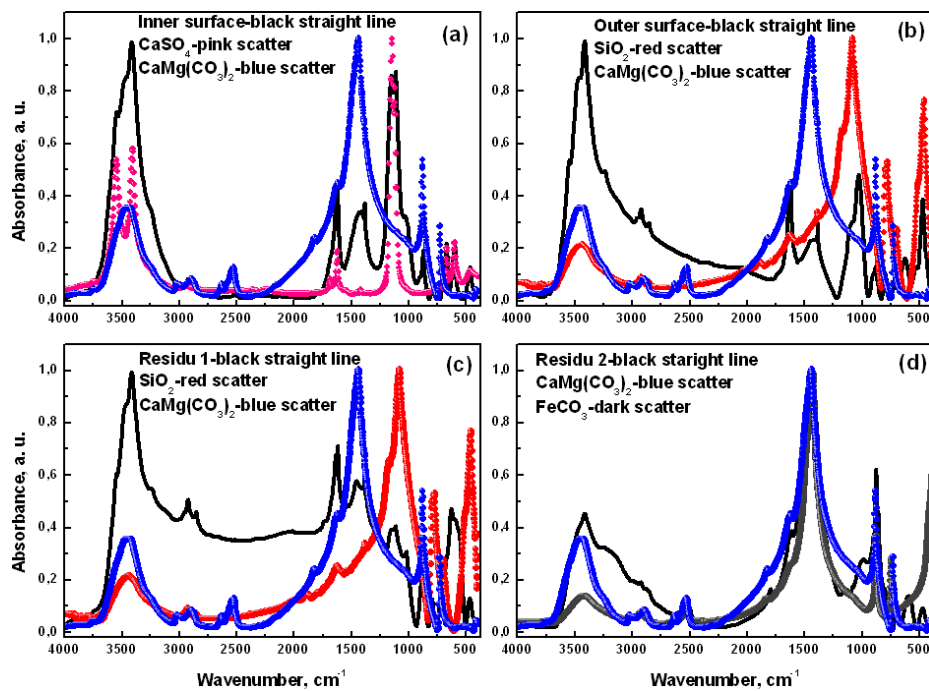 Inner surface-black straight line
CaSO4-pink scatter
CaMg(CO3)2-blue scatter
(a)
Absorbance, a. u.
1,0
0,8
0,6
0,4
0,2
0,0
4000 3500 3000 2500 2000 1500 1000 500
Outer surface-black straight line
SiO2-red scatter
CaMg(CO3)2-blue scatter
(b)
1,0
0,8
0,6
0,4
0,2
0,0
4000 3500 3000 2500 2000 1500 1000 500
Residu 1-black straight line
SiO2-red scatter
CaMg(CO3)2-blue scatter
(c)
Absorbance, a. u.
1,0
0,8
0,6
0,4
0,2
0,0
4000 3500 3000 2500 2000 1500 1000 500
Wavenumber, cm-1
Residu 2-black staright line
CaMg(CO3)2-blue scatter
FeCO3-dark scatter
(d)
1,0
0,8
0,6
0,4
0,2
0,0
4000 3500 3000 2500 2000 1500 1000 500
Wavenumber, cm-1